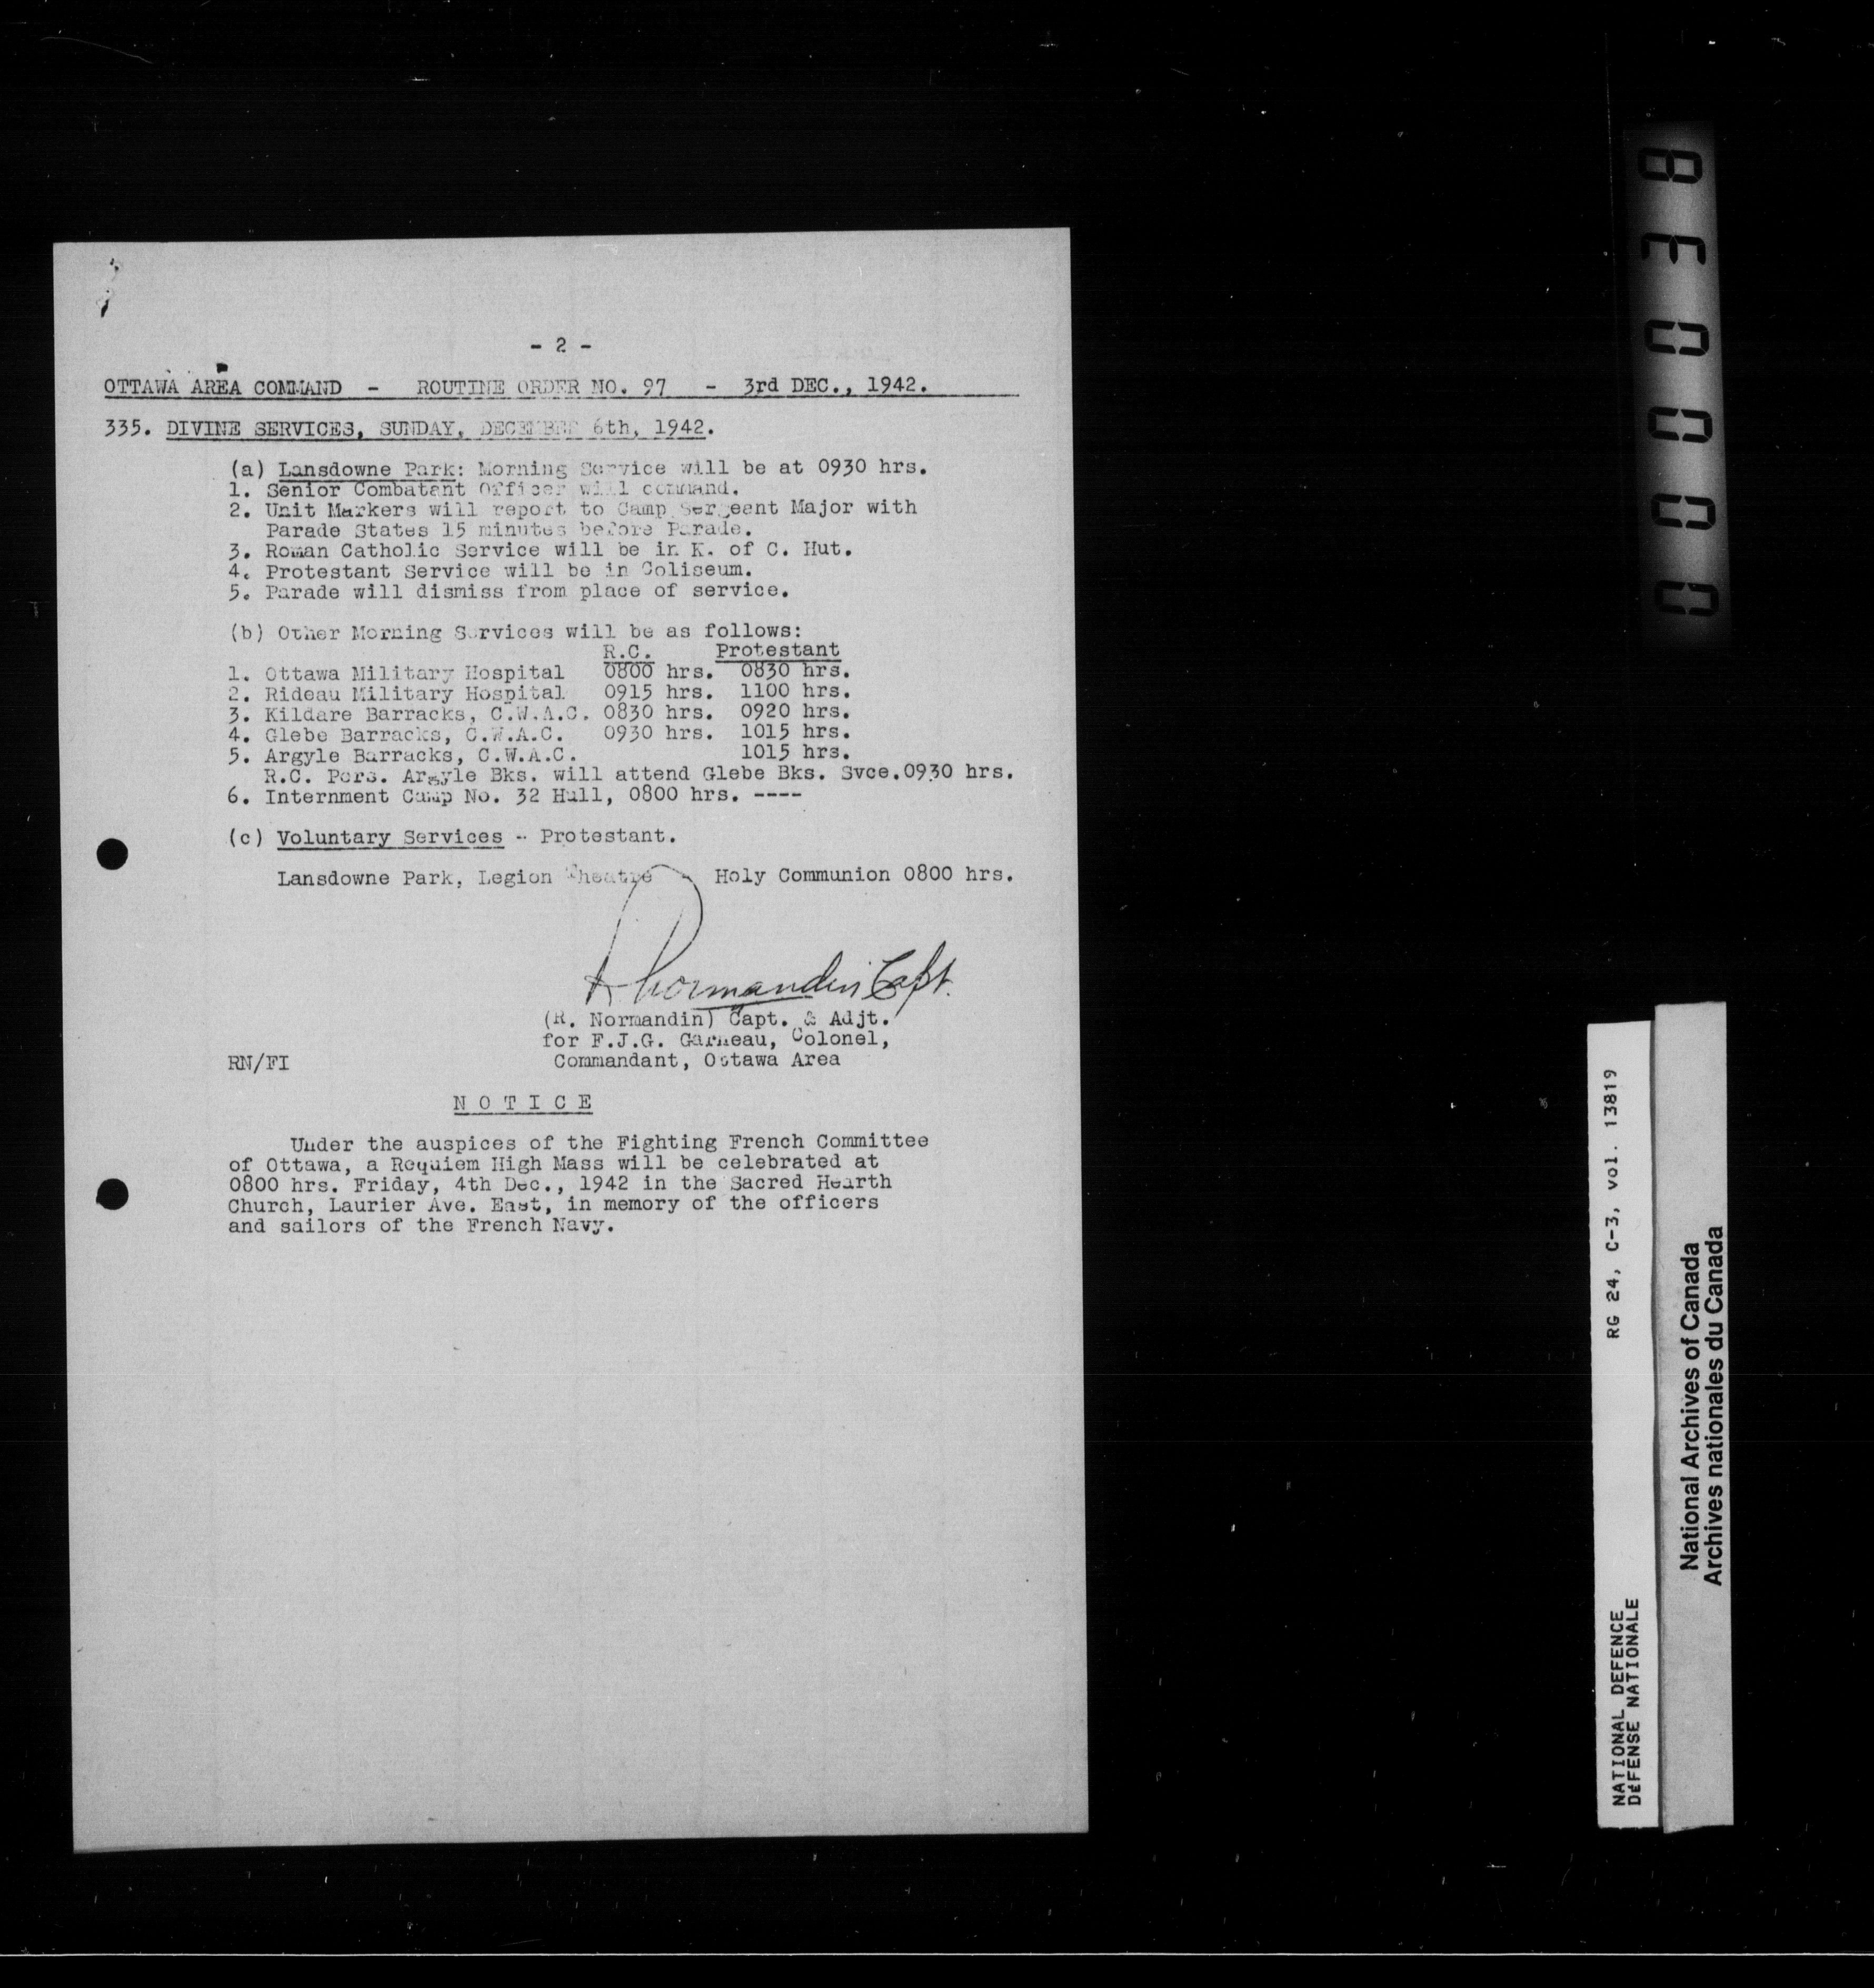 - 2 -
OTTAWA AREA COMMAND - ROUTINE ORDER NO. 97 - 3rd DEC., 1942.
335. DIVINE SERVICES, SUNDAY, DECEMBER 6th, 1942.
(a) Lansdowne Park: Morning Service will be at 0930 hrs.
1. Senior Combatant Officer will command.
2. Unit Markers will report to Camp Sergeant Major with
Parade States 15 minutes before Parade.
3. Roman Catholic Service will be in K. of C. Hut.
4. Protestant Service will be in Coliseum.
5. Parade will dismiss from place of service.
(b) Other Morning Services will be as follows:
R.C. Protestant
1. Ottawa Military Hospital 0800 hrs. 0830 hrs.
2. Rideau Military Hospital 0915 hrs. 1100 hrs.
3. Kildare Barracks, C.W.A.C. 0830 hrs. 0920 hrs.
4. Glebe Barracks, C.W.A.C. 0930 hrs. 1015 hrs.
5. Argyle Barracks, C.W.A.C. 1015 hrs.
R.C. Pers. Argyle Bks. will attend Glebe Bks. Svce.0930 hrs.
6. Internment Camp No. 32 Hull, 0800 hrs. ----
(c) Voluntary Services - Protestant.
Lansdowne Park, Legion Theatre - Holy Communion 0800 hrs.
R Normandin Capt.
(R. Normandin) Capt. & Adjt.
for F.J.G. Garneau, Colonel,
RN/FI Commandant, Ottawa Area
N O T I C E
Under the auspices of the Fighting French Committee
of Ottawa, a Requiem High Mass will be celebrated at
0800 hrs. Friday, 4th Dec., 1942 in the Sacred Hearth
Church, Laurier Ave. East, in memory of the officers
and sailors of the French Navy.
000038
RG 24, C-3, vol. 13819
NATIONAL DEFENCE
DéFENSE NATIONALE
National Archives of Canada
Archives nationales du Canada